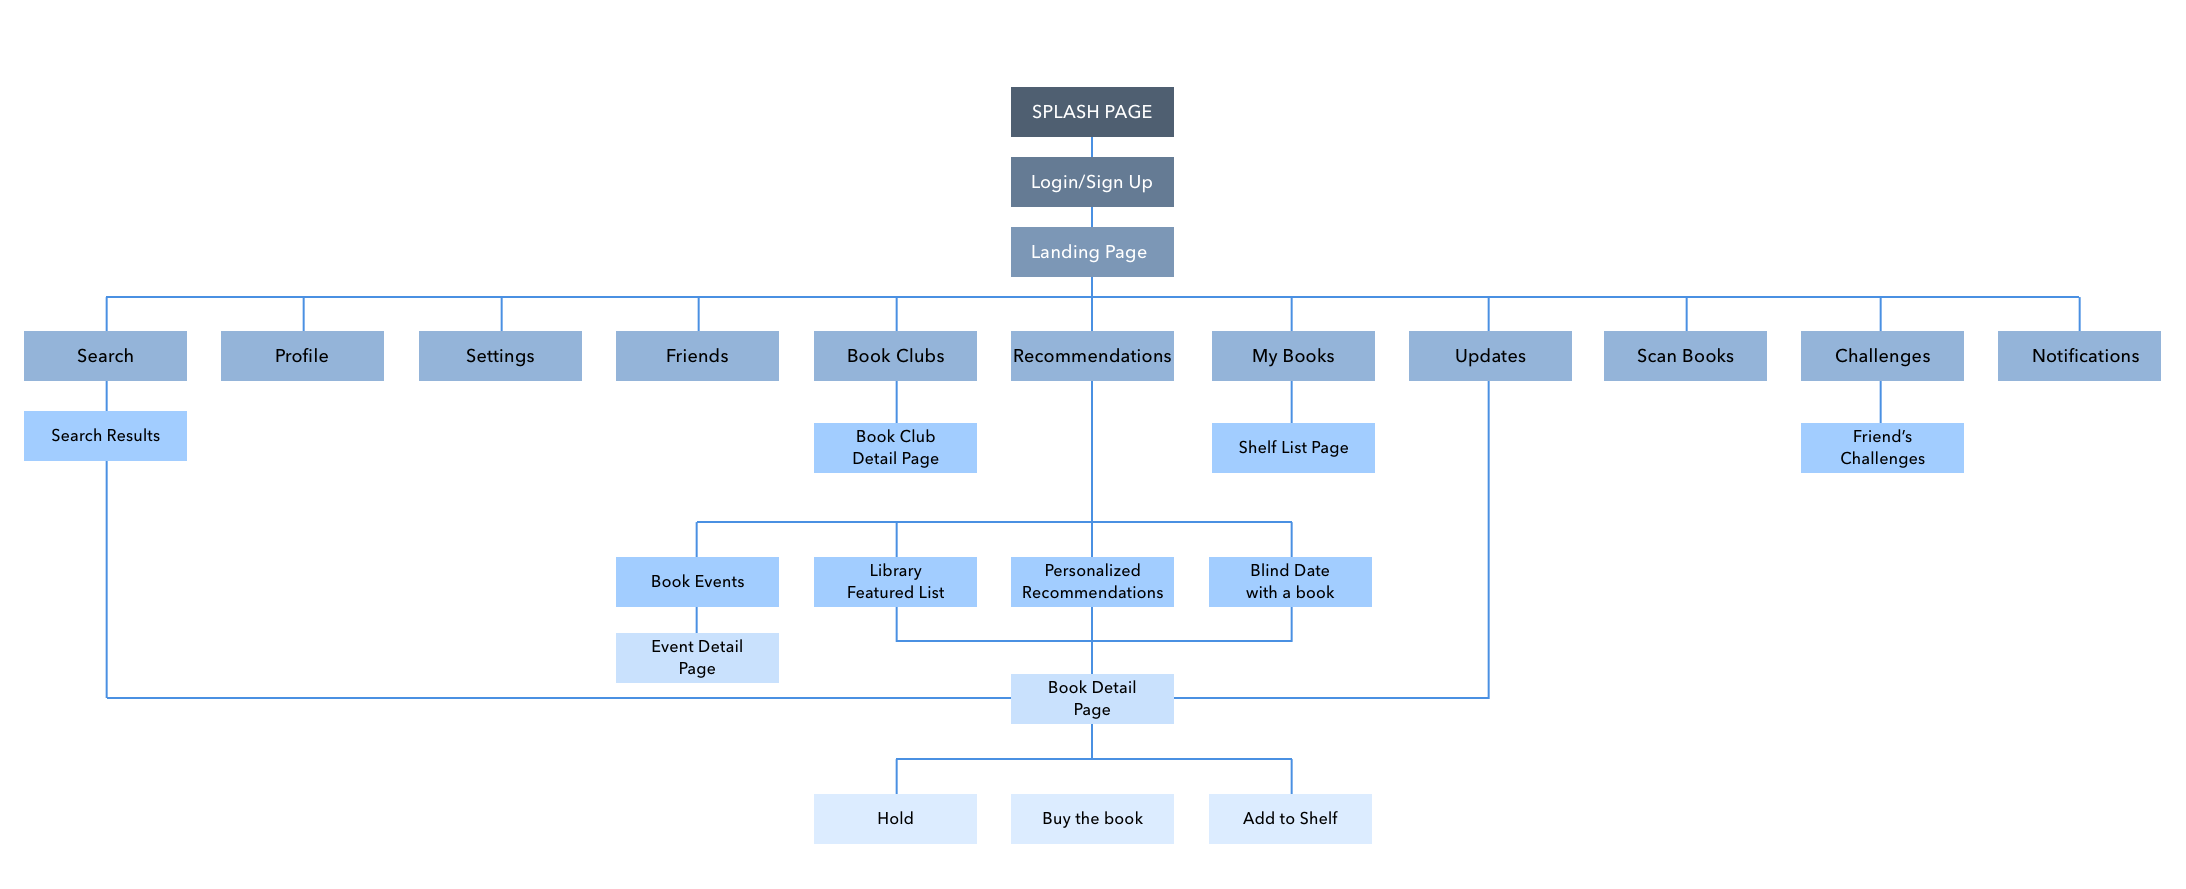 SPLASH PAGE
Login/Sign Up
Landing Page
Search
Profile
Settings
Friends
Book Clubs
Recommendations
My Books
Updates
Scan Books
Challenges
Notifications
Search Results
Book Club
Detail Page
Shelf List Page
Friend’s
Challenges
Book Events
Library
Featured List
Personalized
Recommendations
Blind Date
with a book
Event Detail
Page
Book Detail
Page
Hold
Buy the book
Add to Shelf